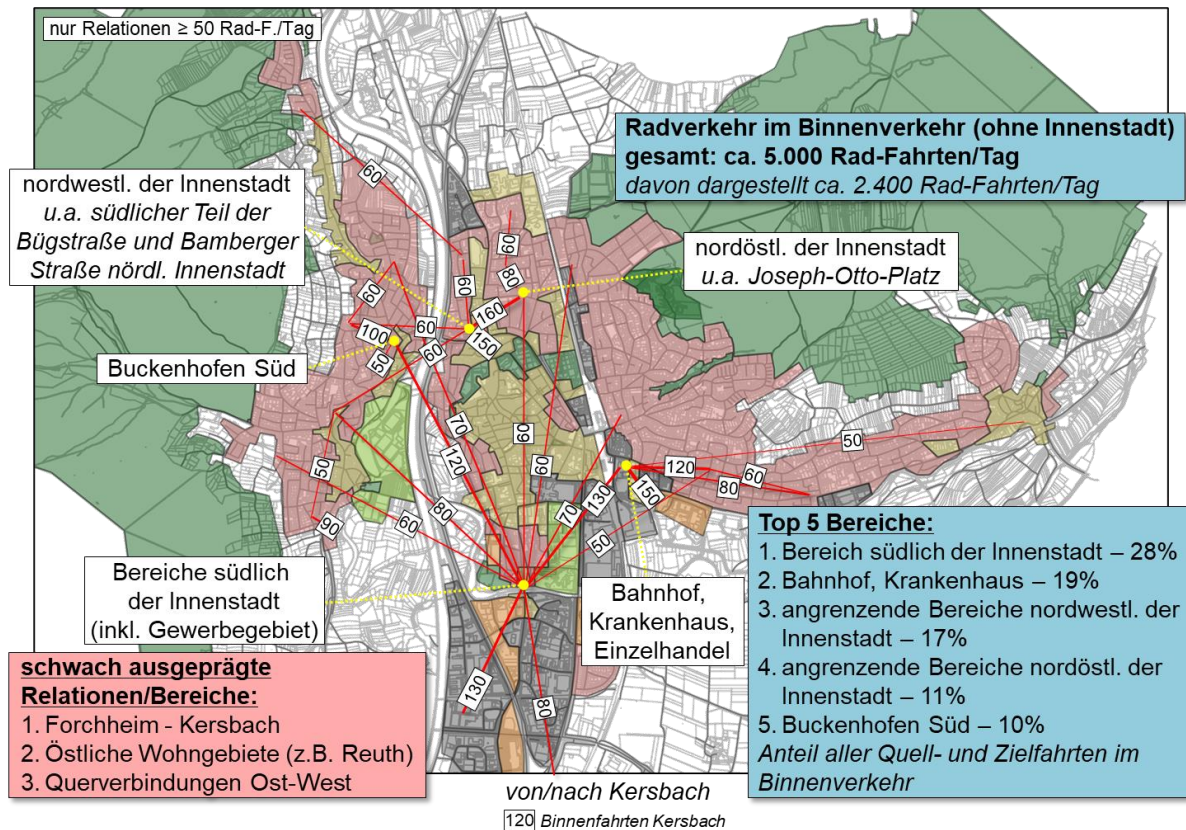 nur Relationen ≥ 50 Rad-F./Tag
Radverkehr im Binnenverkehr (ohne Innenstadt)
gesamt: ca. 5.000 Rad-Fahrten/Tag
davon dargestellt ca. 2.400 Rad-Fahrten/Tag
nordwestl. der Innenstadt
u.a. südlicher Teil der
Bügstraße und Bamberger
Straße nördl. Innenstadt
nordöstl. der Innenstadt
u.a. Joseph-Otto-Platz
Buckenhofen Süd
60
60
80
60
160
150
60
100
50
60
60
70
120
60
60
50
90
60
80
70
130
50
150
120
60
80
50
130
80
Bereiche südlich
der Innenstadt
(inkl. Gewerbegebiet)
Bahnhof,
Krankenhaus,
Einzelhandel
schwach ausgeprägte
Relationen/Bereiche:
1. Forchheim - Kersbach
2. Östliche Wohngebiete (z.B. Reuth)
3. Querverbindungen Ost-West
Top 5 Bereiche:
1. Bereich südlich der Innenstadt – 28%
2. Bahnhof, Krankenhaus – 19%
3. angrenzende Bereiche nordwestl. der
Innenstadt – 17%
4. angrenzende Bereiche nordöstl. der
Innenstadt – 11%
5. Buckenhofen Süd – 10%
Anteil aller Quell- und Zielfahrten im
Binnenverkehr
von/nach Kersbach
120 Binnenfahrten Kersbach